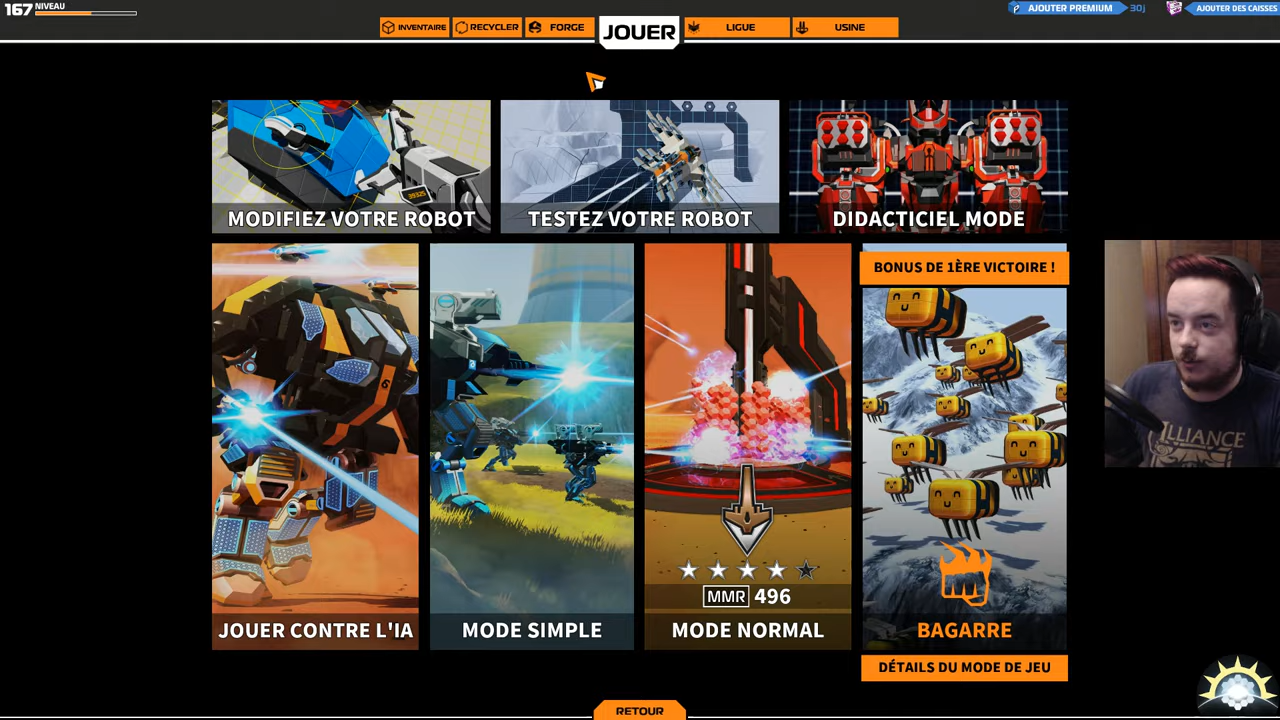 167 NIVEAU
AJOUTER PREMIUM 30j
AJOUTER DES CAISSES
INVENTAIRE
RECYCLER
FORGE
JOUER
LIGUE
USINE
MODIFIEZ VOTRE ROBOT
TESTEZ VOTRE ROBOT
DIDACTICIEL MODE
BONUS DE 1ÈRE VICTOIRE !
MMR 496
JOUER CONTRE L'IA
MODE SIMPLE
MODE NORMAL
BAGARRE
DÉTAILS DU MODE DE JEU
ALLIANCE
RETOUR